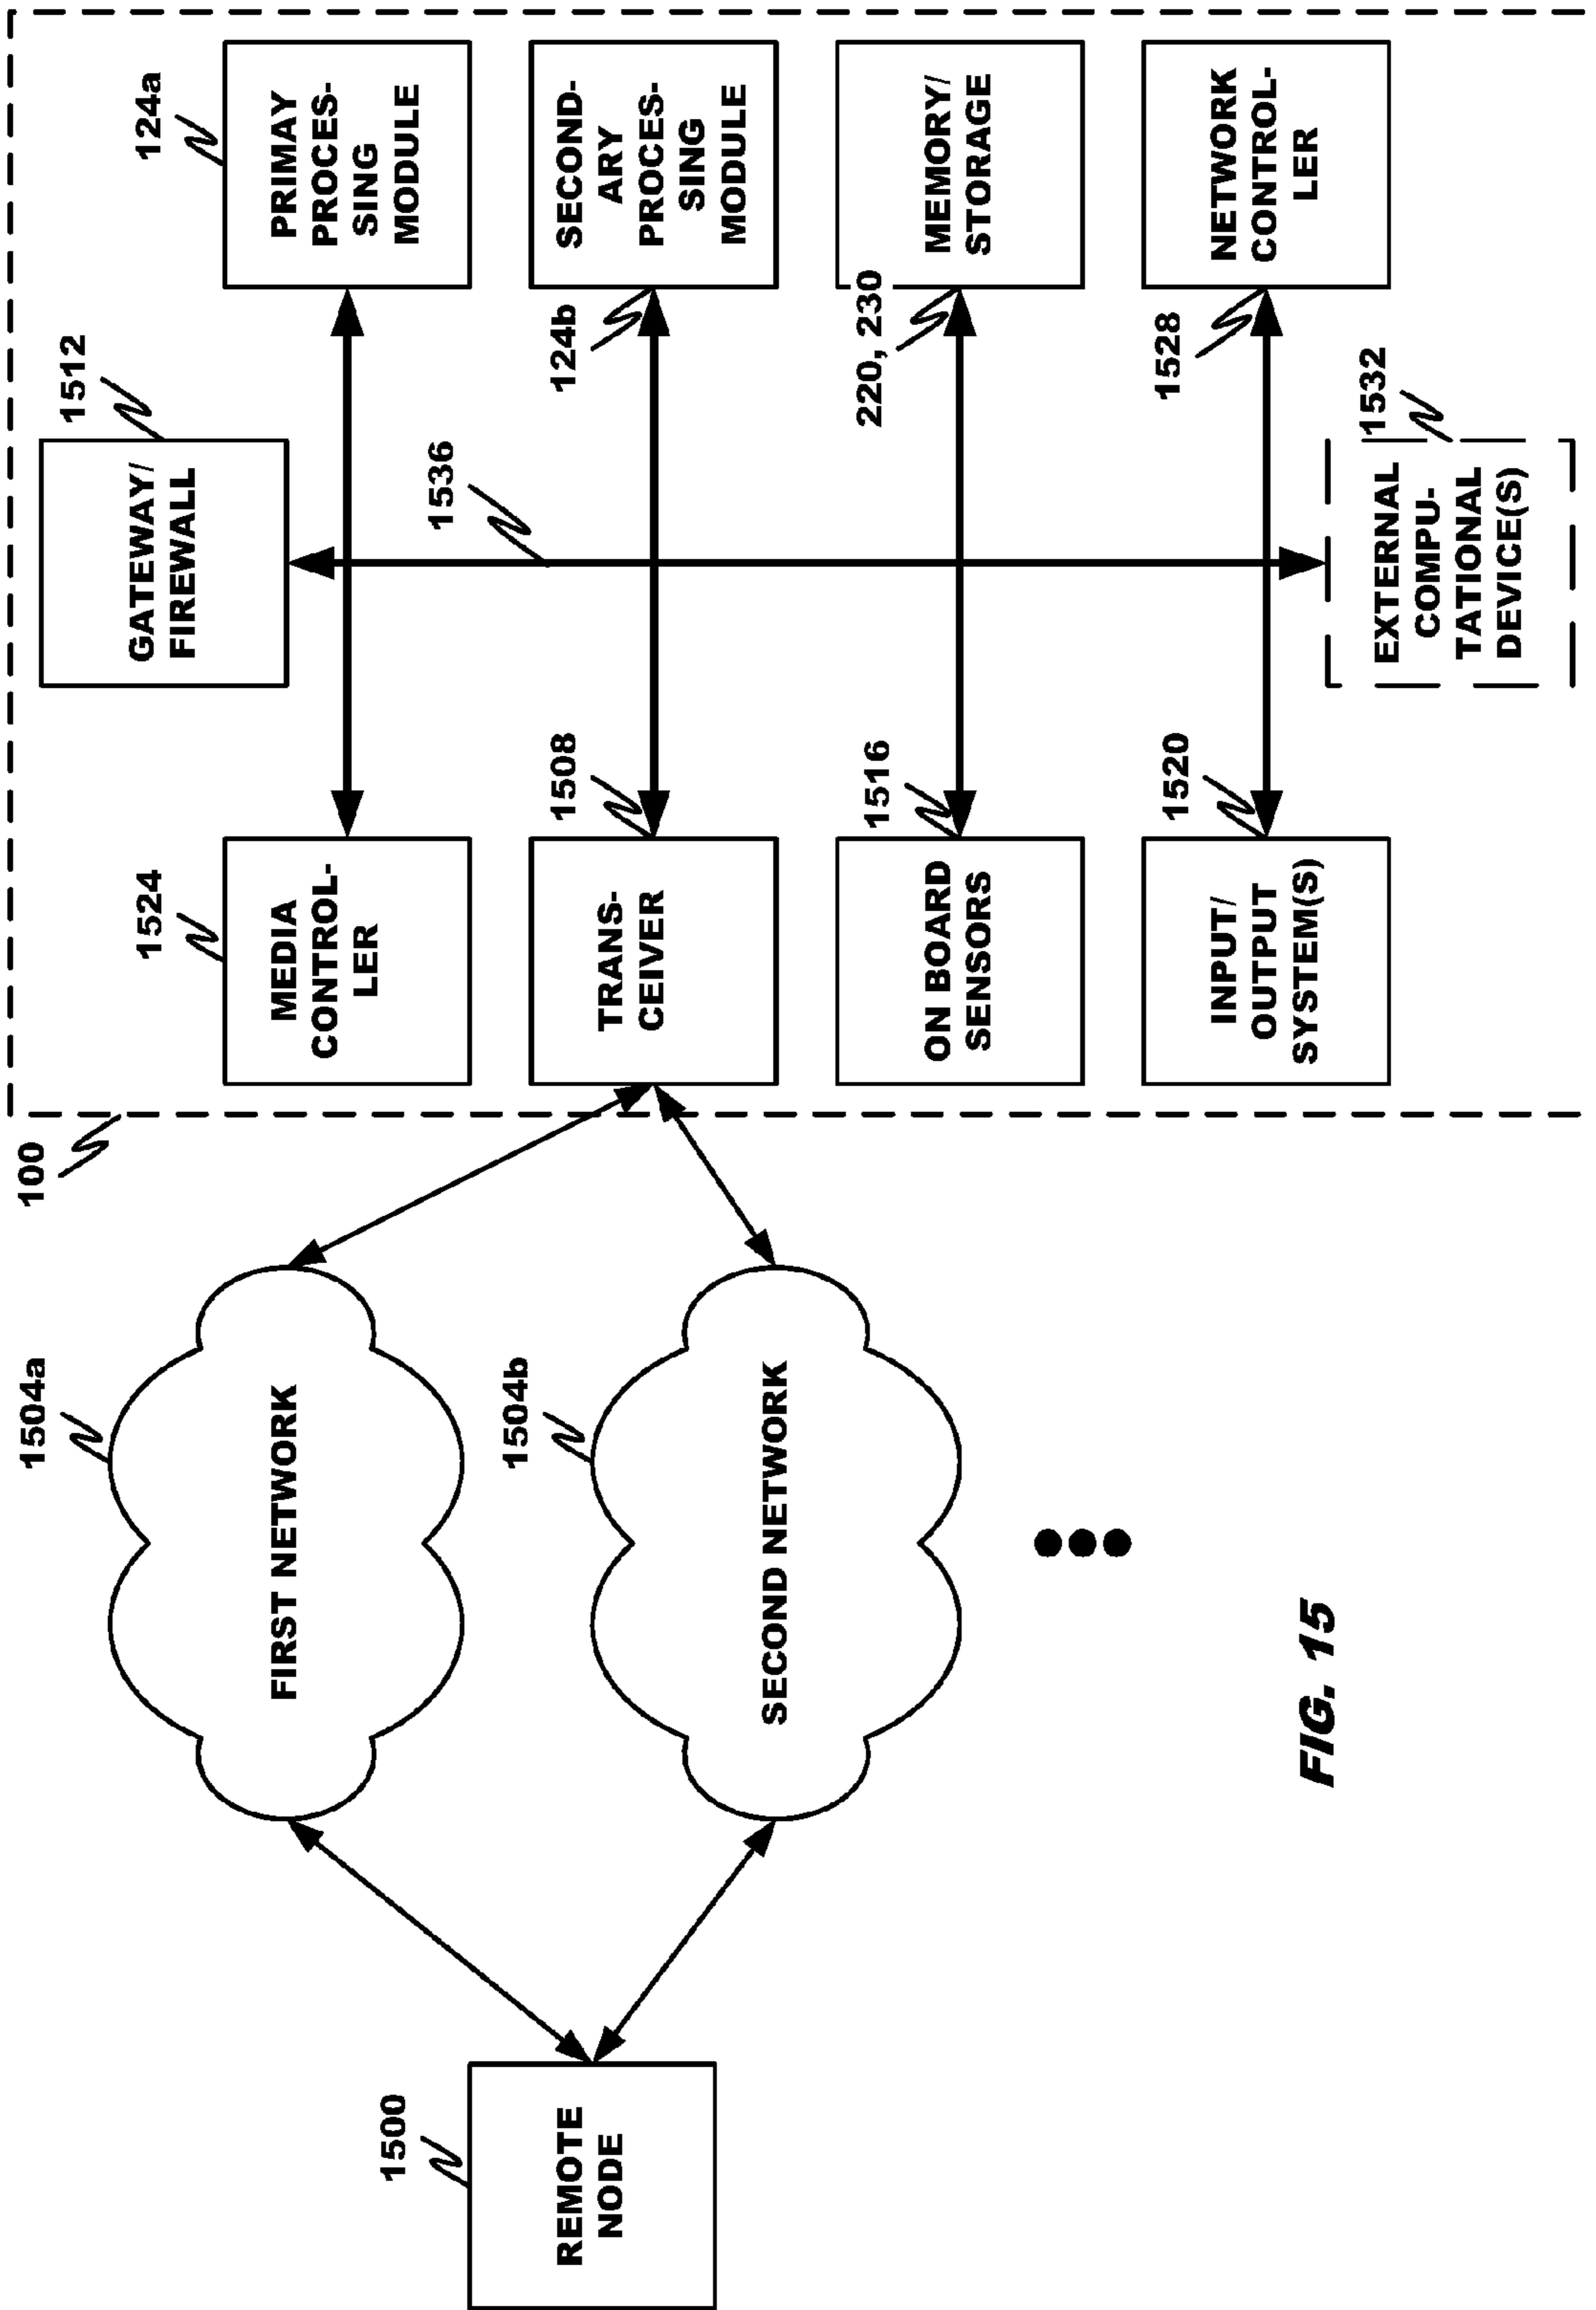 1500
REMOTE
NODE
1504a
FIRST NETWORK
1504b
SECOND NETWORK
FIG. 15
100
1524
MEDIA
CONTROL-
LER
1508
TRANS-
CEIVER
1516
ON BOARD
SENSORS
1520
INPUT/
OUTPUT
SYSTEM(S)
1512
GATEWAY/
FIREWALL
1536
1532
EXTERNAL
COMPU-
TATIONAL
DEVICE(S)
124a
PRIMAY
PROCES-
SING
MODULE
124b
SECOND-
ARY
PROCES-
SING
MODULE
220, 230
MEMORY/
STORAGE
1528
NETWORK
CONTROL-
LER